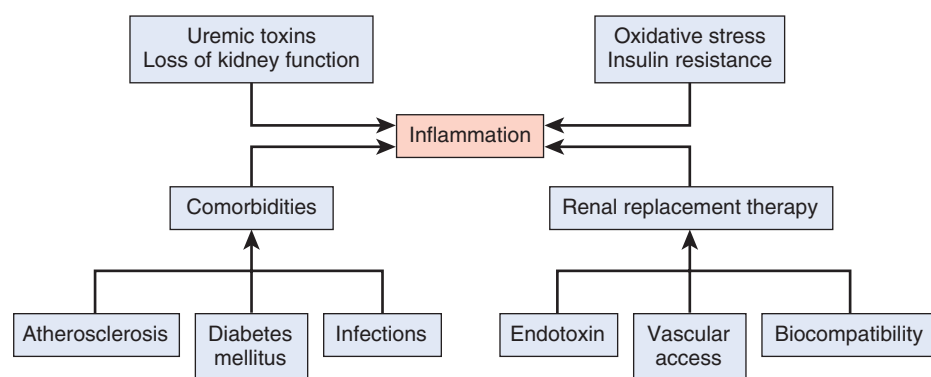 Uremic toxins
Loss of kidney function
Oxidative stress
Insulin resistance
Inflammation
Comorbidities
Renal replacement therapy
Atherosclerosis
Diabetes
mellitus
Infections
Endotoxin
Vascular
access
Biocompatibility